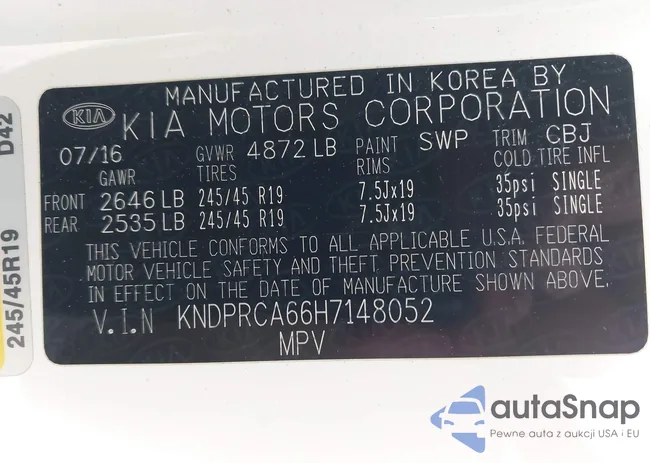 MANUFACTURED IN KOREA BY
KIA KIA MOTORS CORPORATION
07/16 GVWR 4872 LB PAINT SWP TRIM CBJ
GAWR TIRES RIMS COLD TIRE INFL
FRONT 2646 LB 245/45 R19 7.5Jx19 35psi SINGLE
REAR 2535 LB 245/45 R19 7.5Jx19 35psi SINGLE
THIS VEHICLE CONFORMS TO ALL APPLICABLE U.S.A. FEDERAL
MOTOR VEHICLE SAFETY AND THEFT PREVENTION STANDARDS
IN EFFECT ON THE DATE OF MANUFACTURE SHOWN ABOVE.
V.I.N KNDPRCA66H7148052
MPV
245/45R19 D42
autaSnap
Pewne auta z aukcji USA i EU